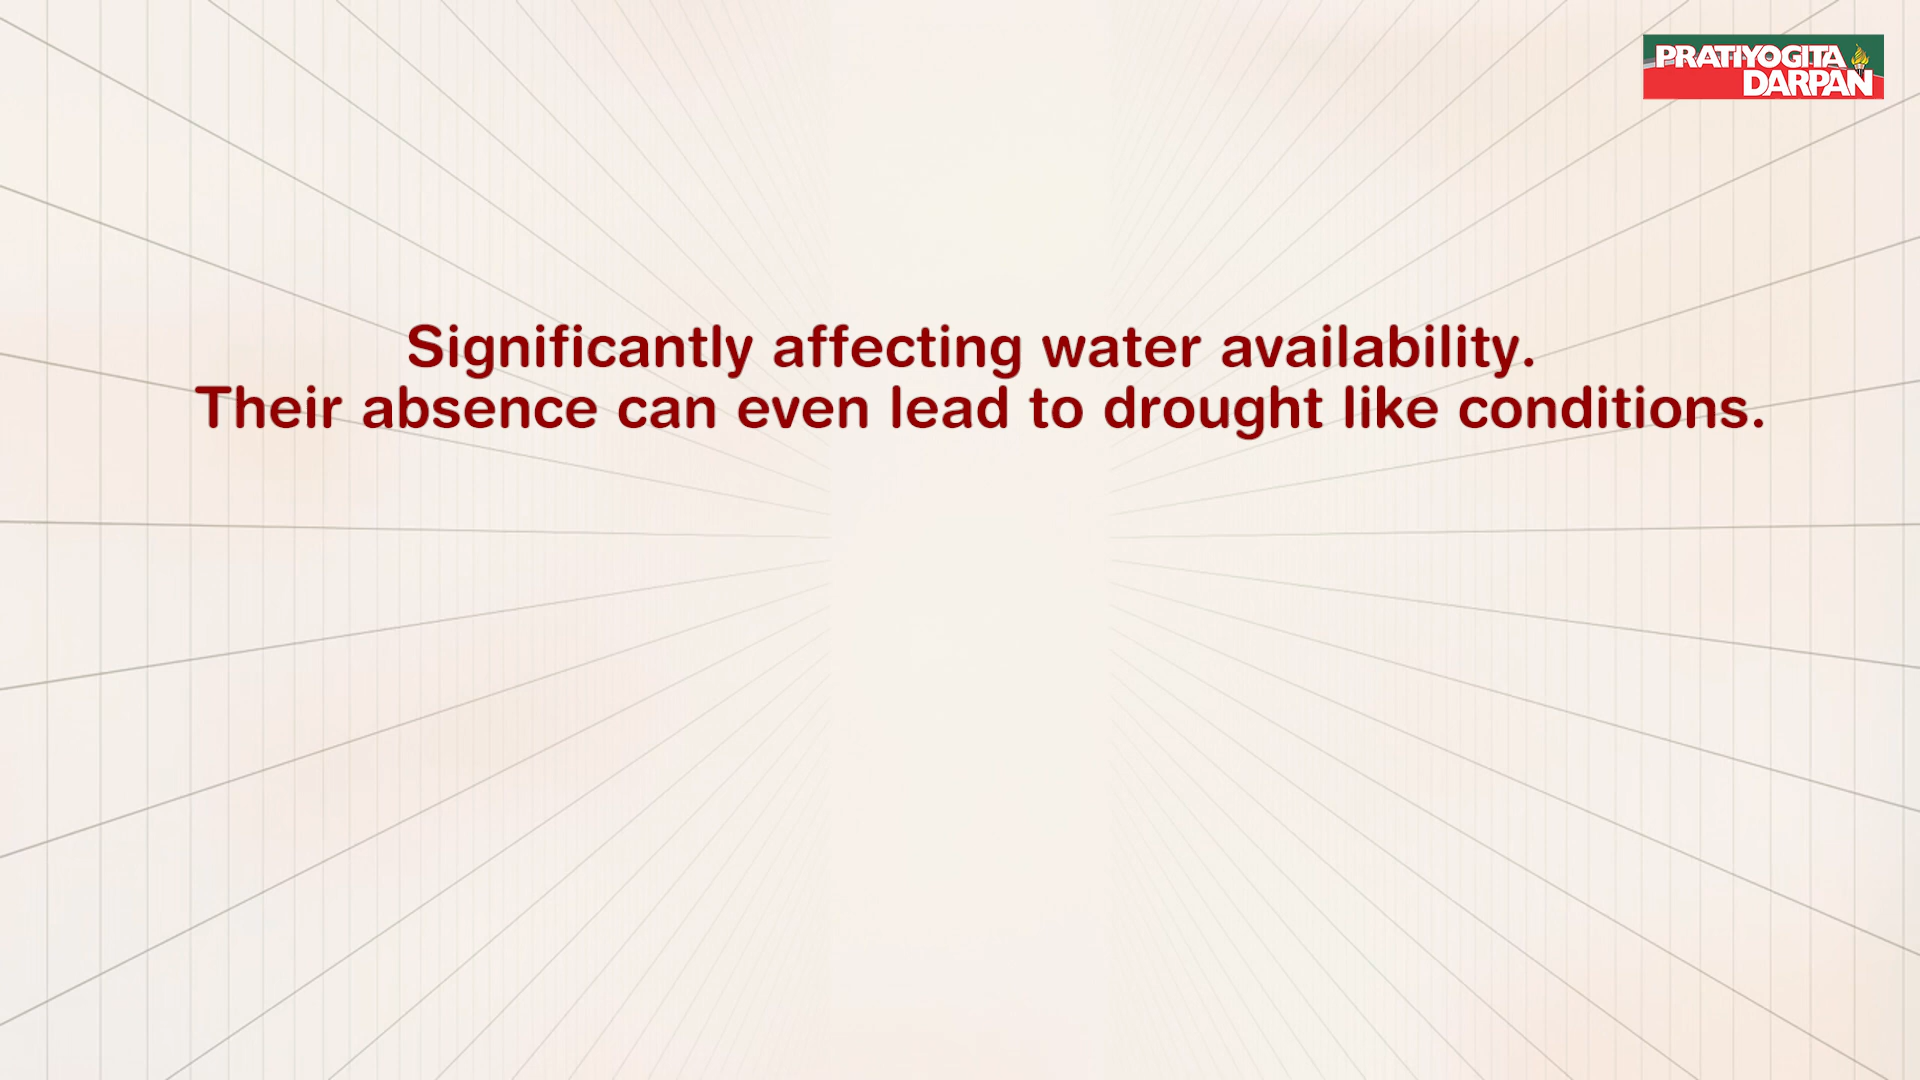 PRATIYOGITA
DARPAN
Significantly affecting water availability.
Their absence can even lead to drought like conditions.